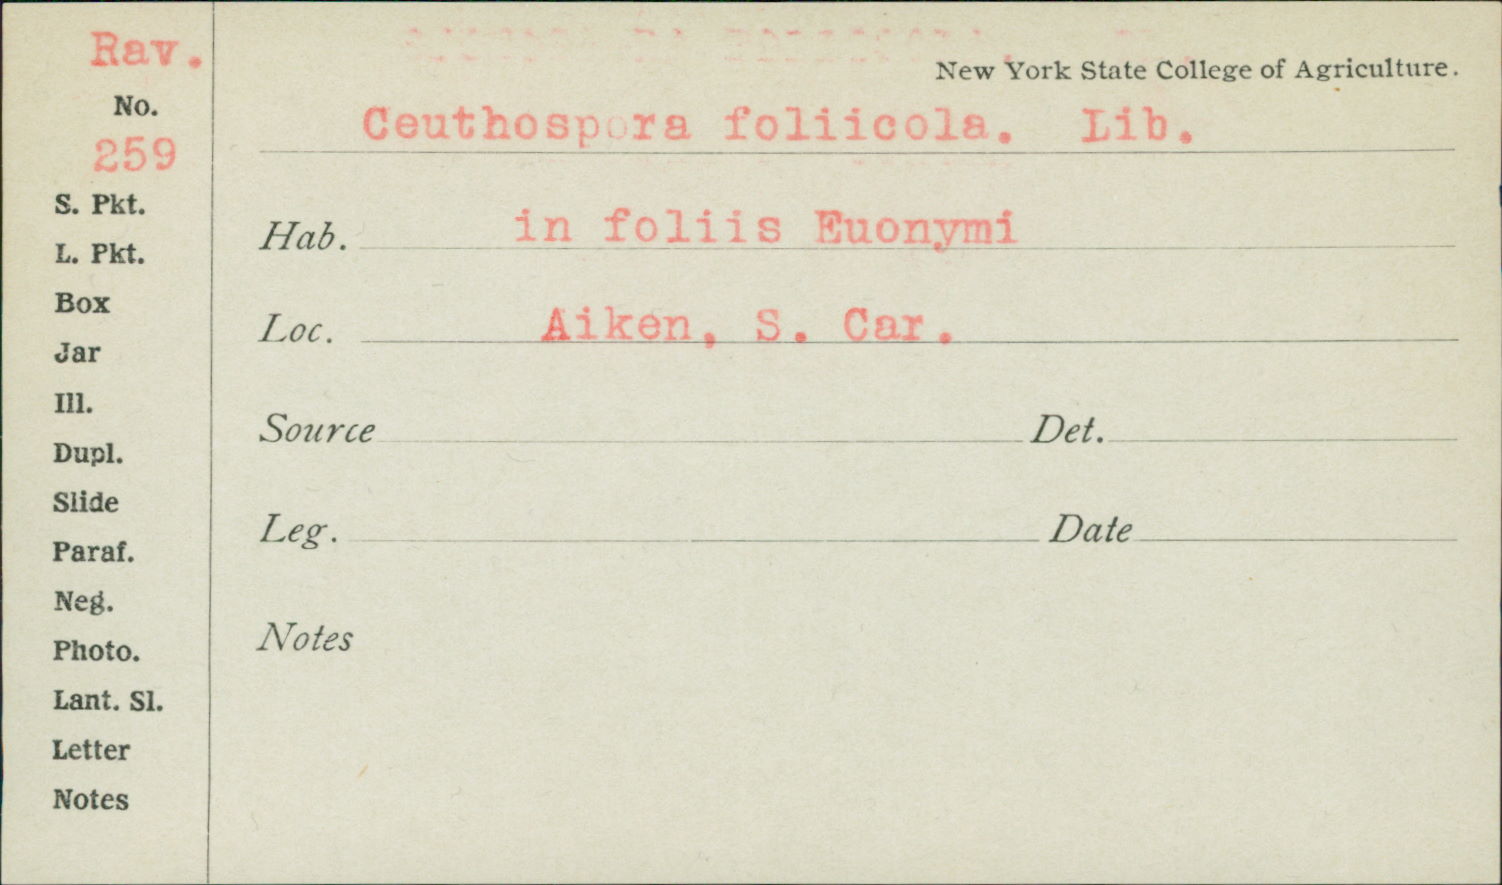 Rav.
No.
259
S. Pkt.
L. Pkt.
Box
Jar
Ill.
Dupl.
Slide
Paraf.
Neg.
Photo.
Lant. Sl.
Letter
Notes
New York State College of Agriculture.
Ceuthospora foliicola. Lib.
Hab. in foliis Euonymi
Loc. Aiken, S. Car.
Source Det.
Leg. Date
Notes